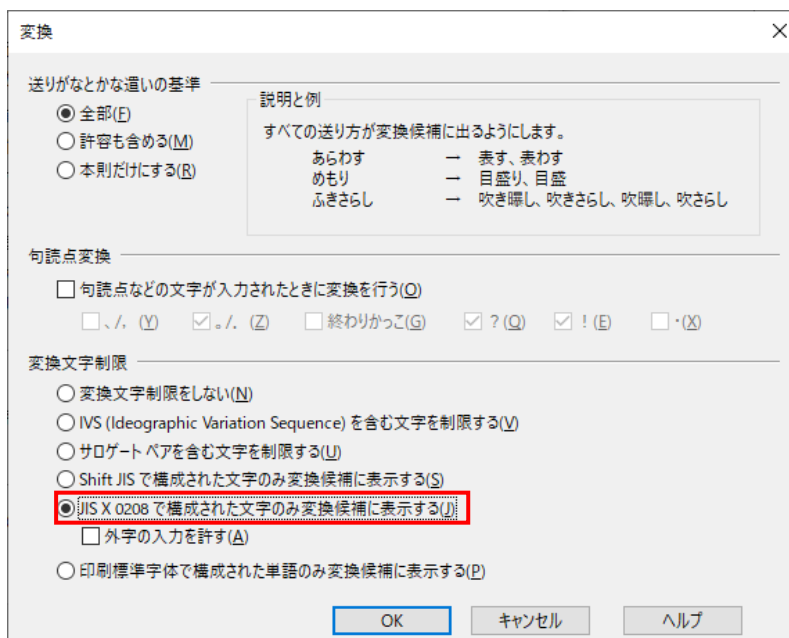 変換
送りがなとかな遣いの基準
全部(F)
許容も含める(M)
本則だけにする(R)
説明と例
すべての送り方が変換候補に出るようにします。
あらわす → 表す、表わす
めもり → 目盛り、目盛
ふきさらし → 吹き曝し、吹きさらし、吹曝し、吹さらし
句読点変換
句読点などの文字が入力されたときに変換を行う(O)
、/， (Y) 。/． (Z) 終わりかっこ(G) ? (Q) ! (E) ・(X)
変換文字制限
変換文字制限をしない(N)
IVS (Ideographic Variation Sequence) を含む文字を制限する(V)
サロゲート ペアを含む文字を制限する(U)
Shift JIS で構成された文字のみ変換候補に表示する(S)
JIS X 0208 で構成された文字のみ変換候補に表示する(J)
外字の入力を許す(A)
印刷標準字体で構成された単語のみ変換候補に表示する(P)
OK キャンセル ヘルプ